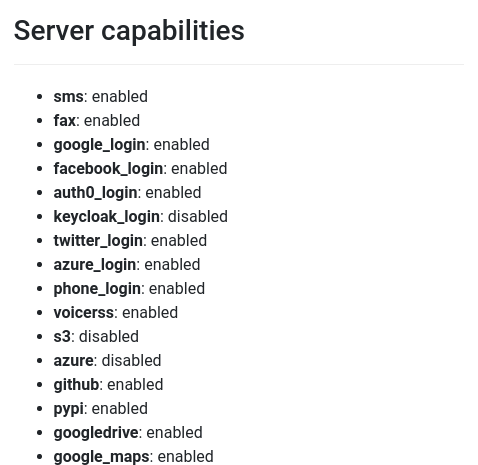 Server capabilities
sms: enabled
fax: enabled
google_login: enabled
facebook_login: enabled
auth0_login: enabled
keycloak_login: disabled
twitter_login: enabled
azure_login: enabled
phone_login: enabled
voicerss: enabled
s3: disabled
azure: disabled
github: enabled
pypi: enabled
googledrive: enabled
google_maps: enabled